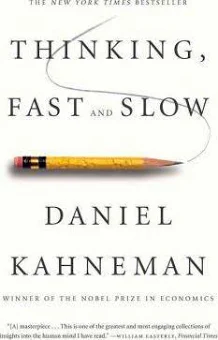 THE NEW YORK TIMES BESTSELLER
THINKING,
FAST AND SLOW
DANIEL
KAHNEMAN
WINNER OF THE NOBEL PRIZE IN ECONOMICS
"[A] masterpiece . . . This is one of the greatest and most engaging collections of
insights into the human mind I have read." —WILLIAM EASTERLY, Financial Times